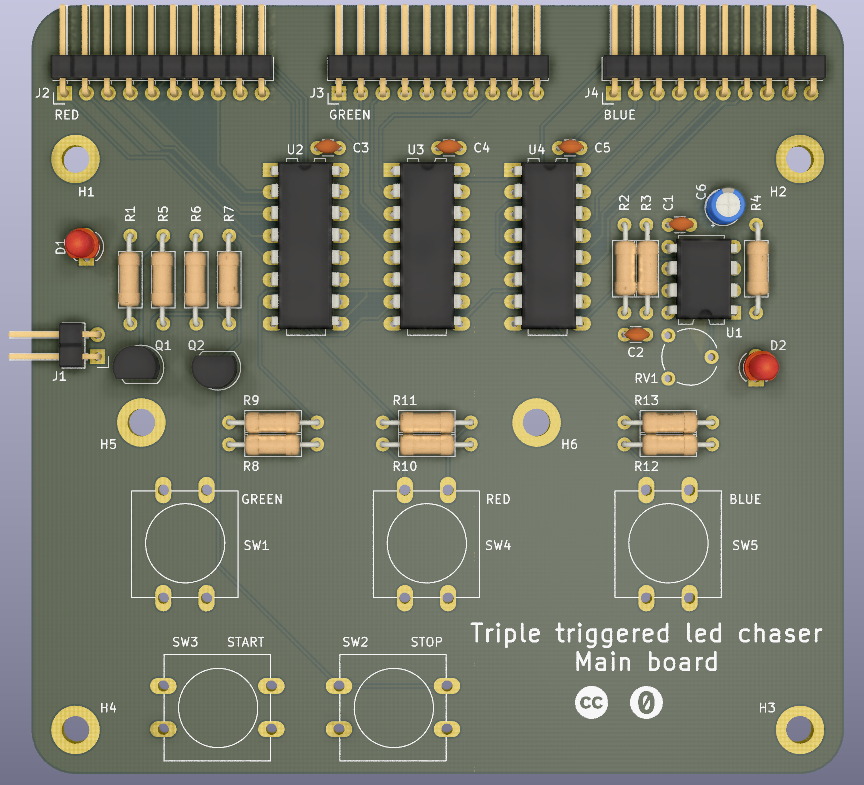 J2
RED
J3
GREEN
J4
BLUE
H1
U2
C3
U3
C4
U4
C5
H2
D1
R1
R5
R6
R7
R2
R3
C1
C6
R4
U1
J1
Q1
Q2
C2
RV1
D2
H5
R9
R8
R11
R10
H6
R13
R12
GREEN
SW1
RED
SW4
BLUE
SW5
Triple triggered led chaser
Main board
cc 0
SW3 START
SW2 STOP
H4
H3